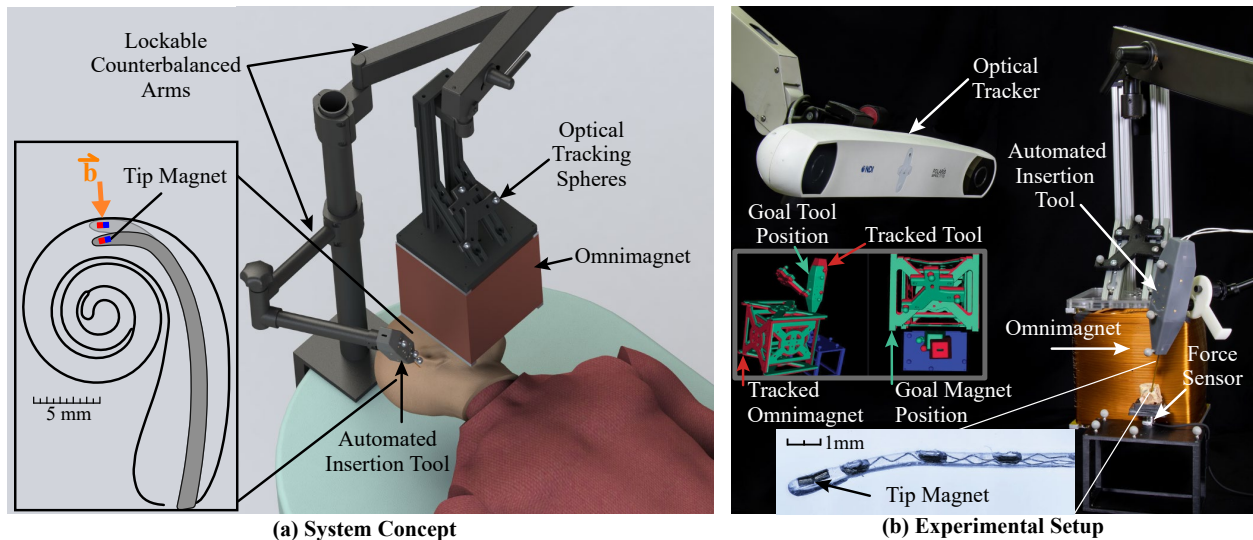 Lockable
Counterbalanced
Arms
Tip Magnet
b
5 mm
Optical
Tracking
Spheres
Omnimagnet
Automated
Insertion Tool
(a) System Concept
Optical
Tracker
NDI
POLARIS
Automated
Insertion
Tool
Goal Tool
Position
Tracked Tool
Omnimagnet
Force
Sensor
Tracked
Omnimagnet
Goal Magnet
Position
1mm
Tip Magnet
(b) Experimental Setup